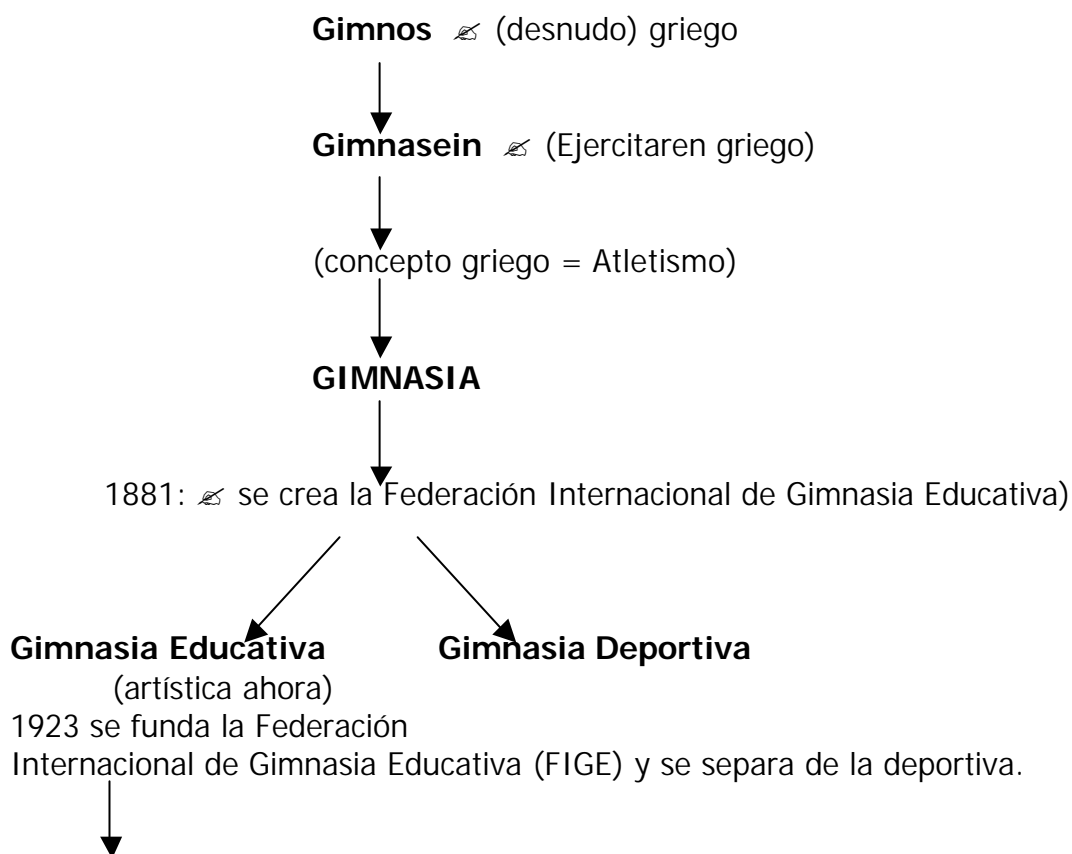 Gimnos ✍ (desnudo) griego
Gimnasein ✍ (Ejercitaren griego)
(concepto griego = Atletismo)
GIMNASIA
1881: ✍ se crea la Federación Internacional de Gimnasia Educativa)
Gimnasia Educativa Gimnasia Deportiva
(artística ahora)
1923 se funda la Federación
Internacional de Gimnasia Educativa (FIGE) y se separa de la deportiva.